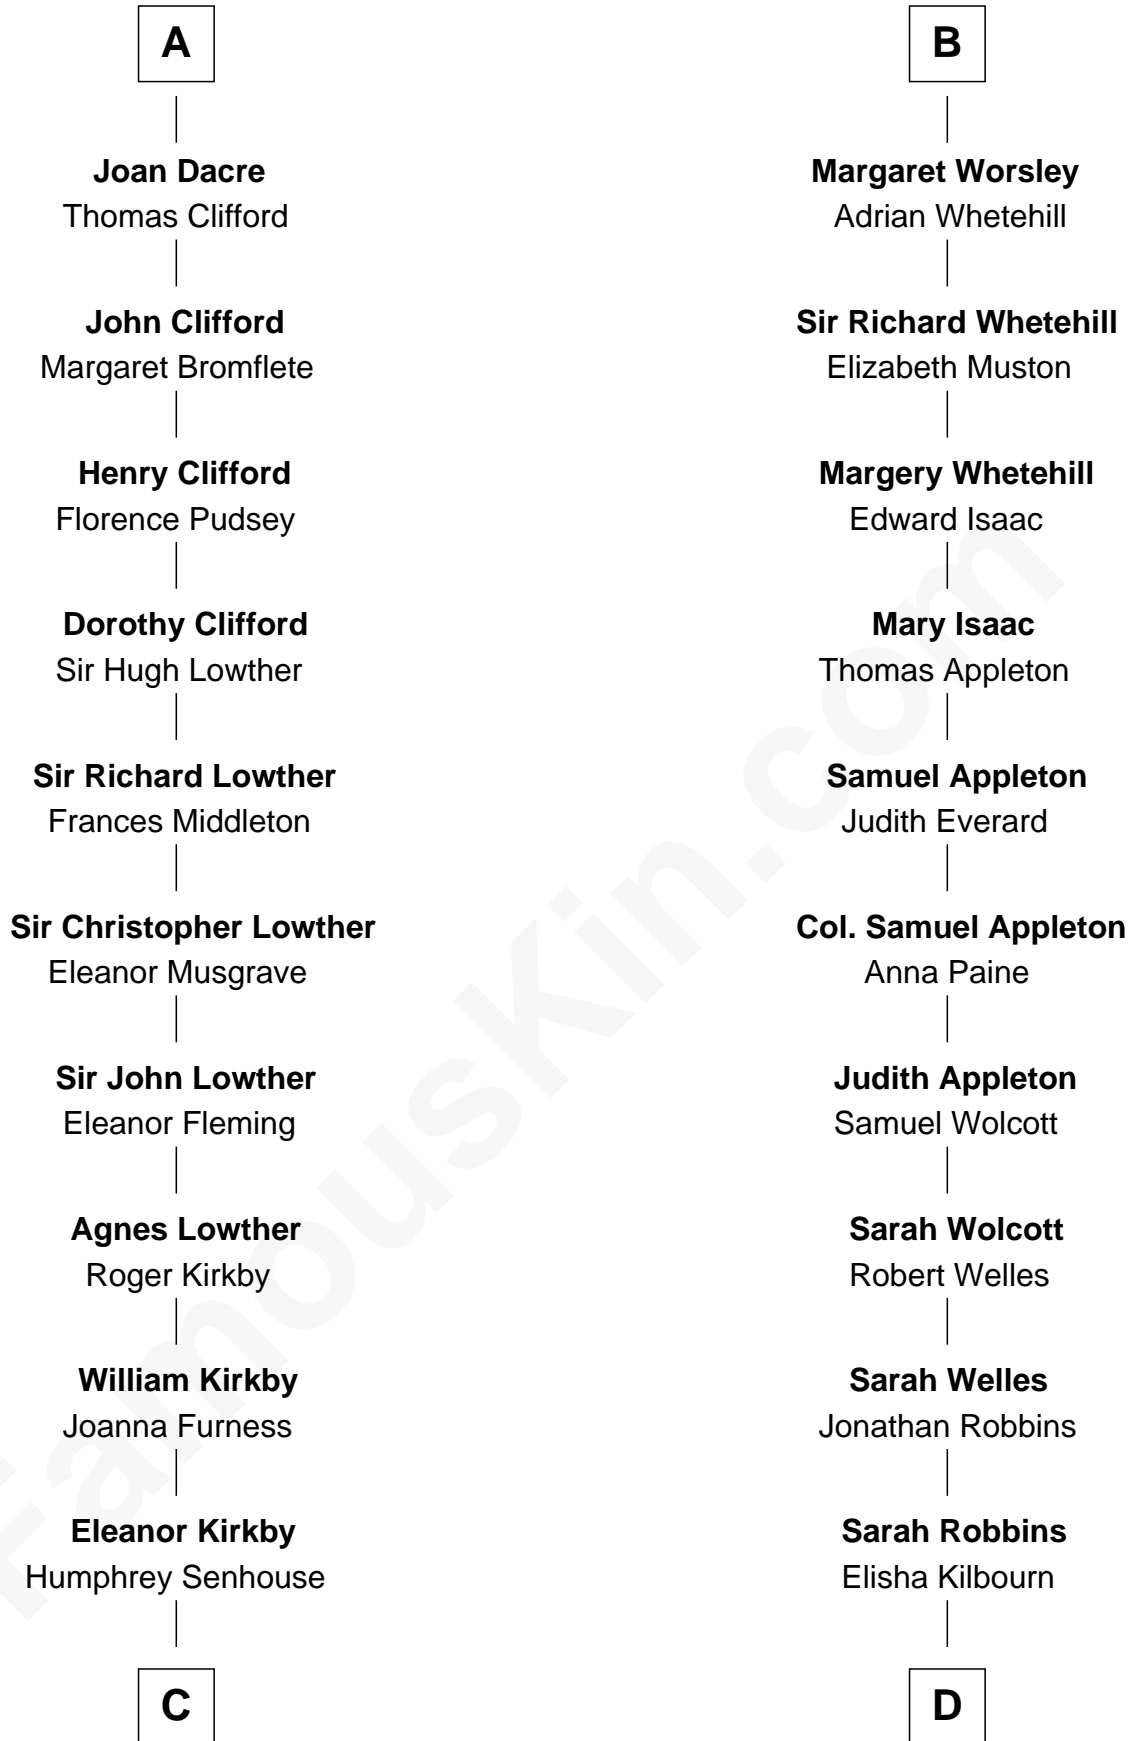 A
Joan Dacre
Thomas Clifford
John Clifford
Margaret Bromflete
Henry Clifford
Florence Pudsey
Dorothy Clifford
Sir Hugh Lowther
Sir Richard Lowther
Frances Middleton
Sir Christopher Lowther
Eleanor Musgrave
Sir John Lowther
Eleanor Fleming
Agnes Lowther
Roger Kirkby
William Kirkby
Joanna Furness
Eleanor Kirkby
Humphrey Senhouse
C
B
Margaret Worsley
Adrian Whetehill
Sir Richard Whetehill
Elizabeth Muston
Margery Whetehill
Edward Isaac
Mary Isaac
Thomas Appleton
Samuel Appleton
Judith Everard
Col. Samuel Appleton
Anna Paine
Judith Appleton
Samuel Wolcott
Sarah Wolcott
Robert Welles
Sarah Welles
Jonathan Robbins
Sarah Robbins
Elisha Kilbourn
D
FamousKin.com